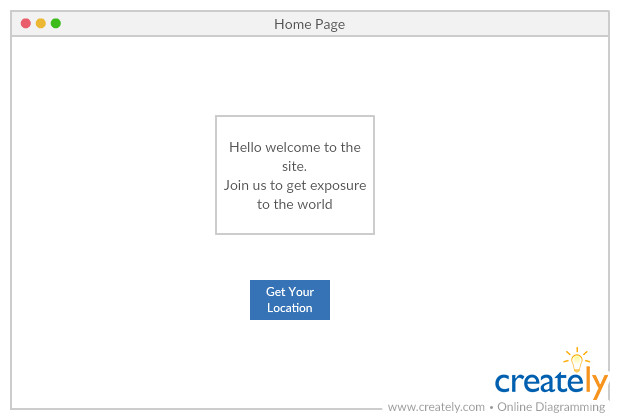 Home Page
Hello welcome to the
site.
Join us to get exposure
to the world
Get Your
Location
creately
www.creately.com • Online Diagramming